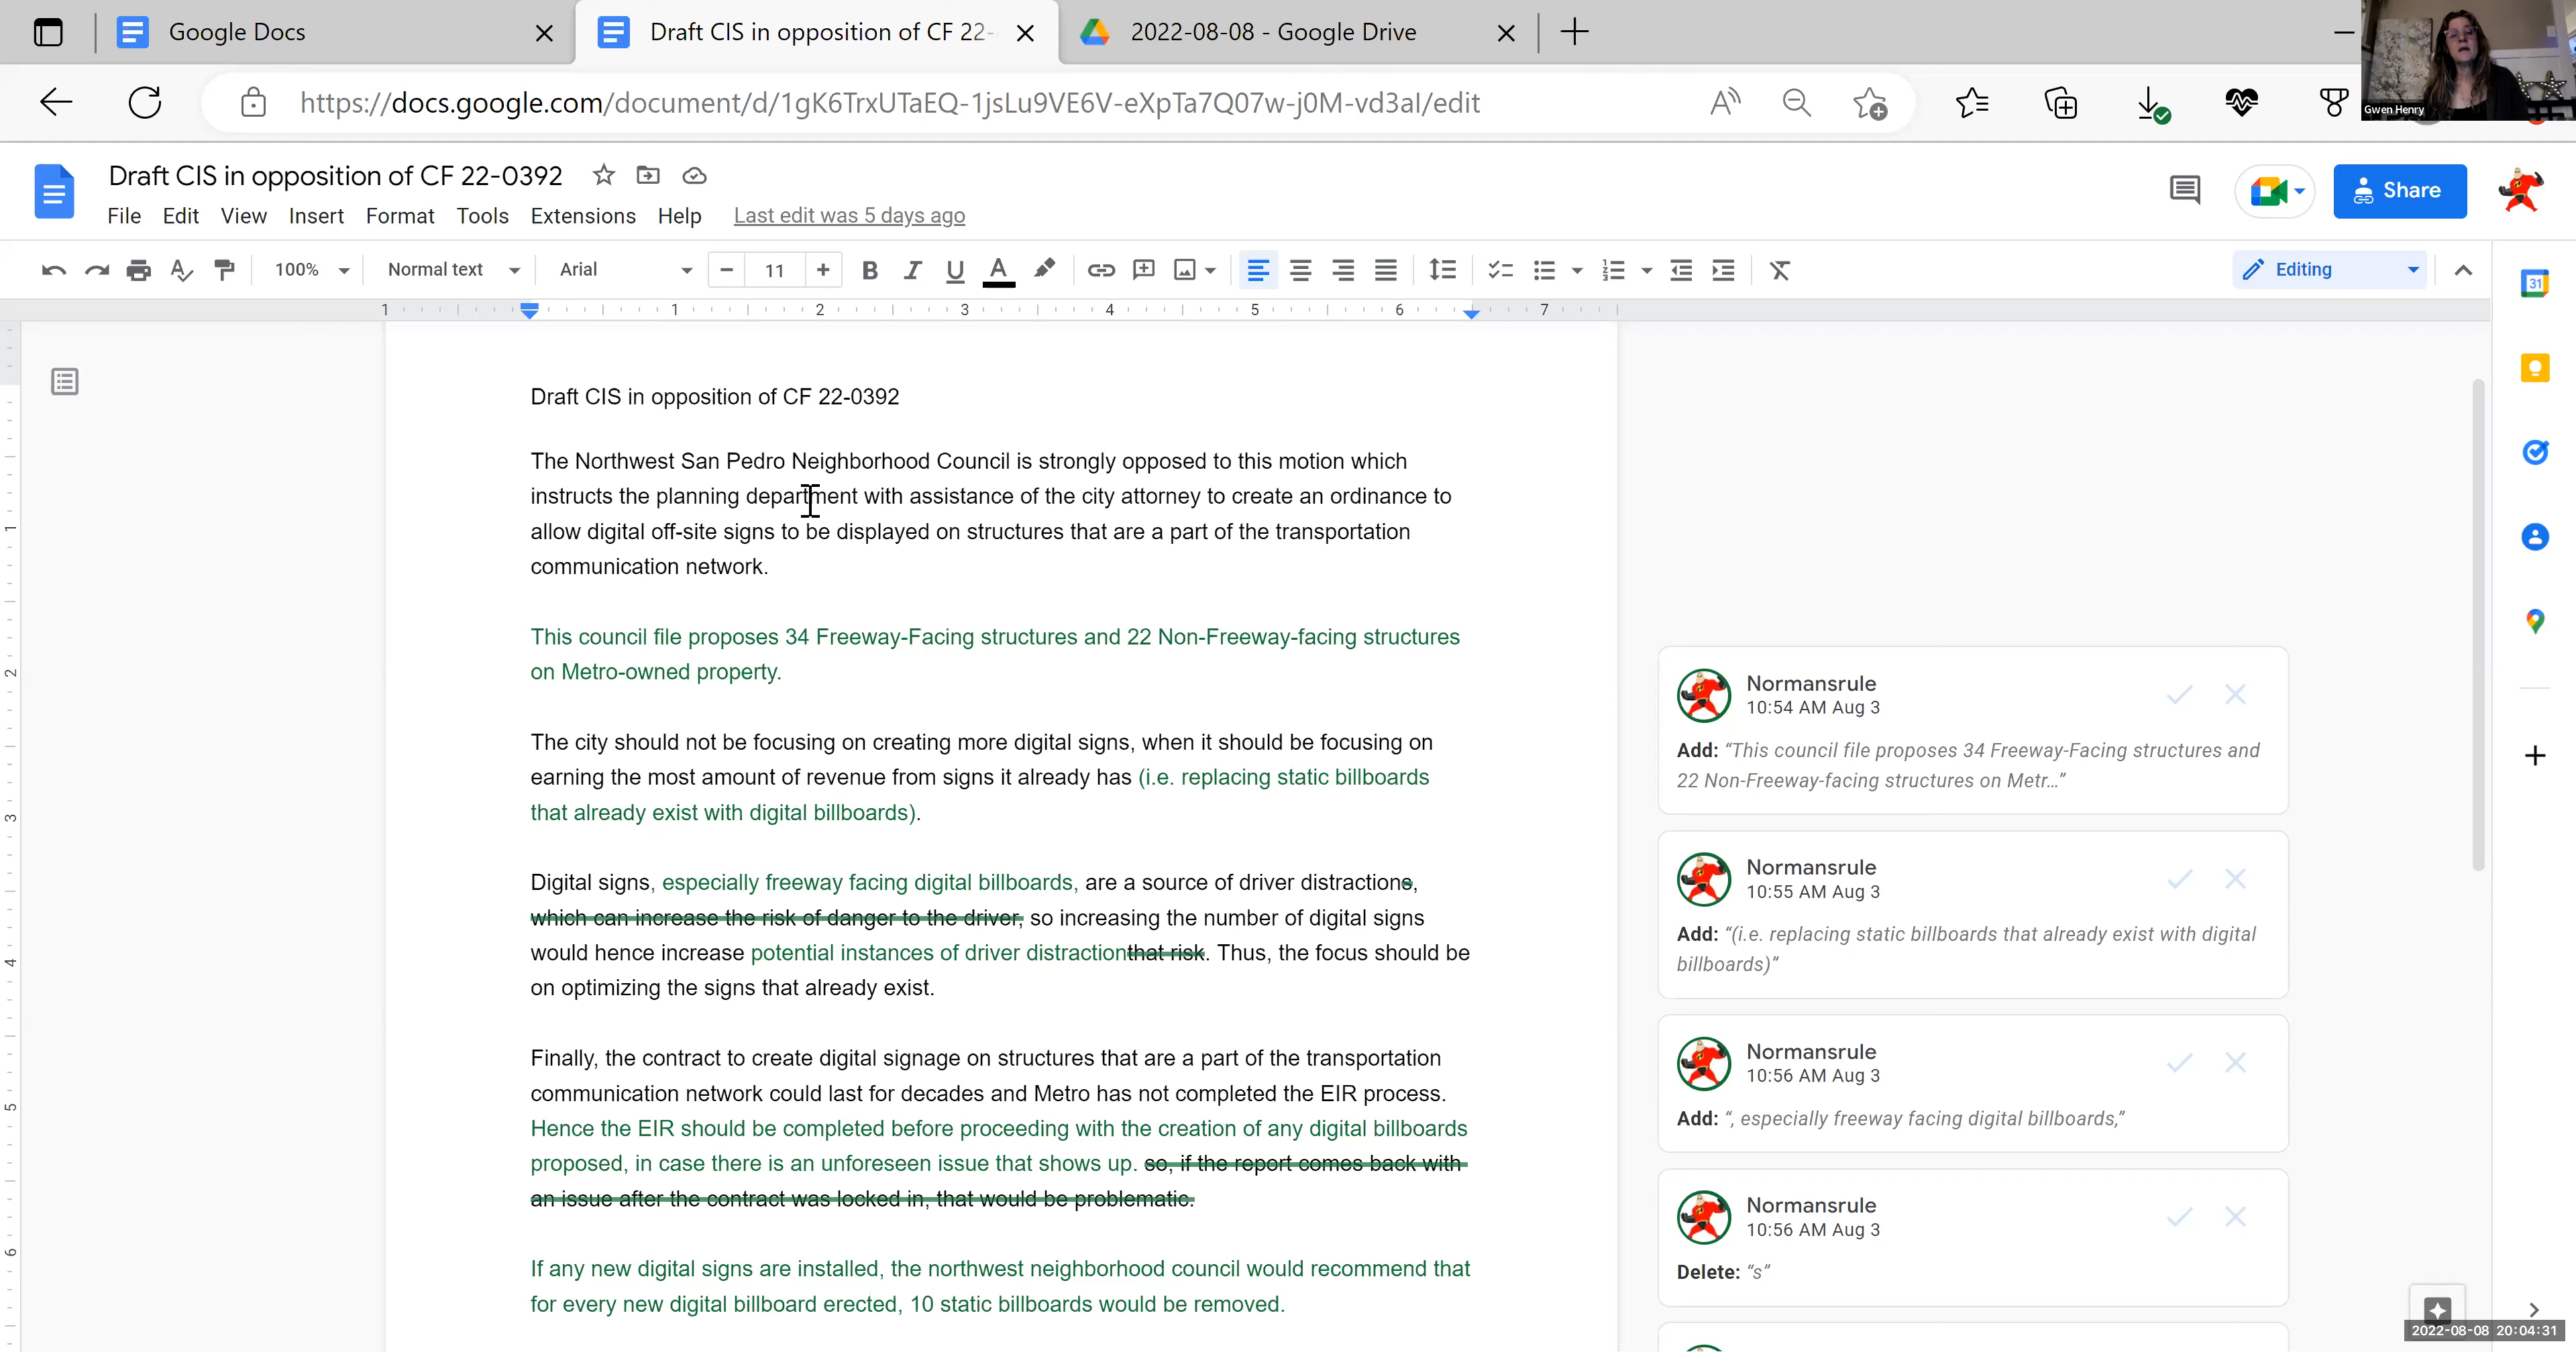 Google Docs
Draft CIS in opposition of CF 22-
2022-08-08 - Google Drive
Gwen Henry
https://docs.google.com/document/d/1gK6TrxUTaEQ-1jsLu9VE6V-eXpTa7Q07w-j0M-vd3aI/edit
Draft CIS in opposition of CF 22-0392
Share
File Edit View Insert Format Tools Extensions Help Last edit was 5 days ago
100% Normal text Arial 11 Editing
31
1 1 2 3 4 5 6 7
Draft CIS in opposition of CF 22-0392
The Northwest San Pedro Neighborhood Council is strongly opposed to this motion which
instructs the planning department with assistance of the city attorney to create an ordinance to
allow digital off-site signs to be displayed on structures that are a part of the transportation
communication network.
This council file proposes 34 Freeway-Facing structures and 22 Non-Freeway-facing structures
on Metro-owned property.
The city should not be focusing on creating more digital signs, when it should be focusing on
earning the most amount of revenue from signs it already has (i.e. replacing static billboards
that already exist with digital billboards).
Digital signs, especially freeway facing digital billboards, are a source of driver distractions,
which can increase the risk of danger to the driver, so increasing the number of digital signs
would hence increase potential instances of driver distractionthat risk. Thus, the focus should be
on optimizing the signs that already exist.
Finally, the contract to create digital signage on structures that are a part of the transportation
communication network could last for decades and Metro has not completed the EIR process.
Hence the EIR should be completed before proceeding with the creation of any digital billboards
proposed, in case there is an unforeseen issue that shows up. so, if the report comes back with
an issue after the contract was locked in, that would be problematic.
If any new digital signs are installed, the northwest neighborhood council would recommend that
for every new digital billboard erected, 10 static billboards would be removed.
1
2
3
4
5
6
Normansrule
10:54 AM Aug 3
Add: “This council file proposes 34 Freeway-Facing structures and
22 Non-Freeway-facing structures on Metr...”
Normansrule
10:55 AM Aug 3
Add: “(i.e. replacing static billboards that already exist with digital
billboards)”
Normansrule
10:56 AM Aug 3
Add: “, especially freeway facing digital billboards,”
Normansrule
10:56 AM Aug 3
Delete: “s”
2022-08-08 20:04:31